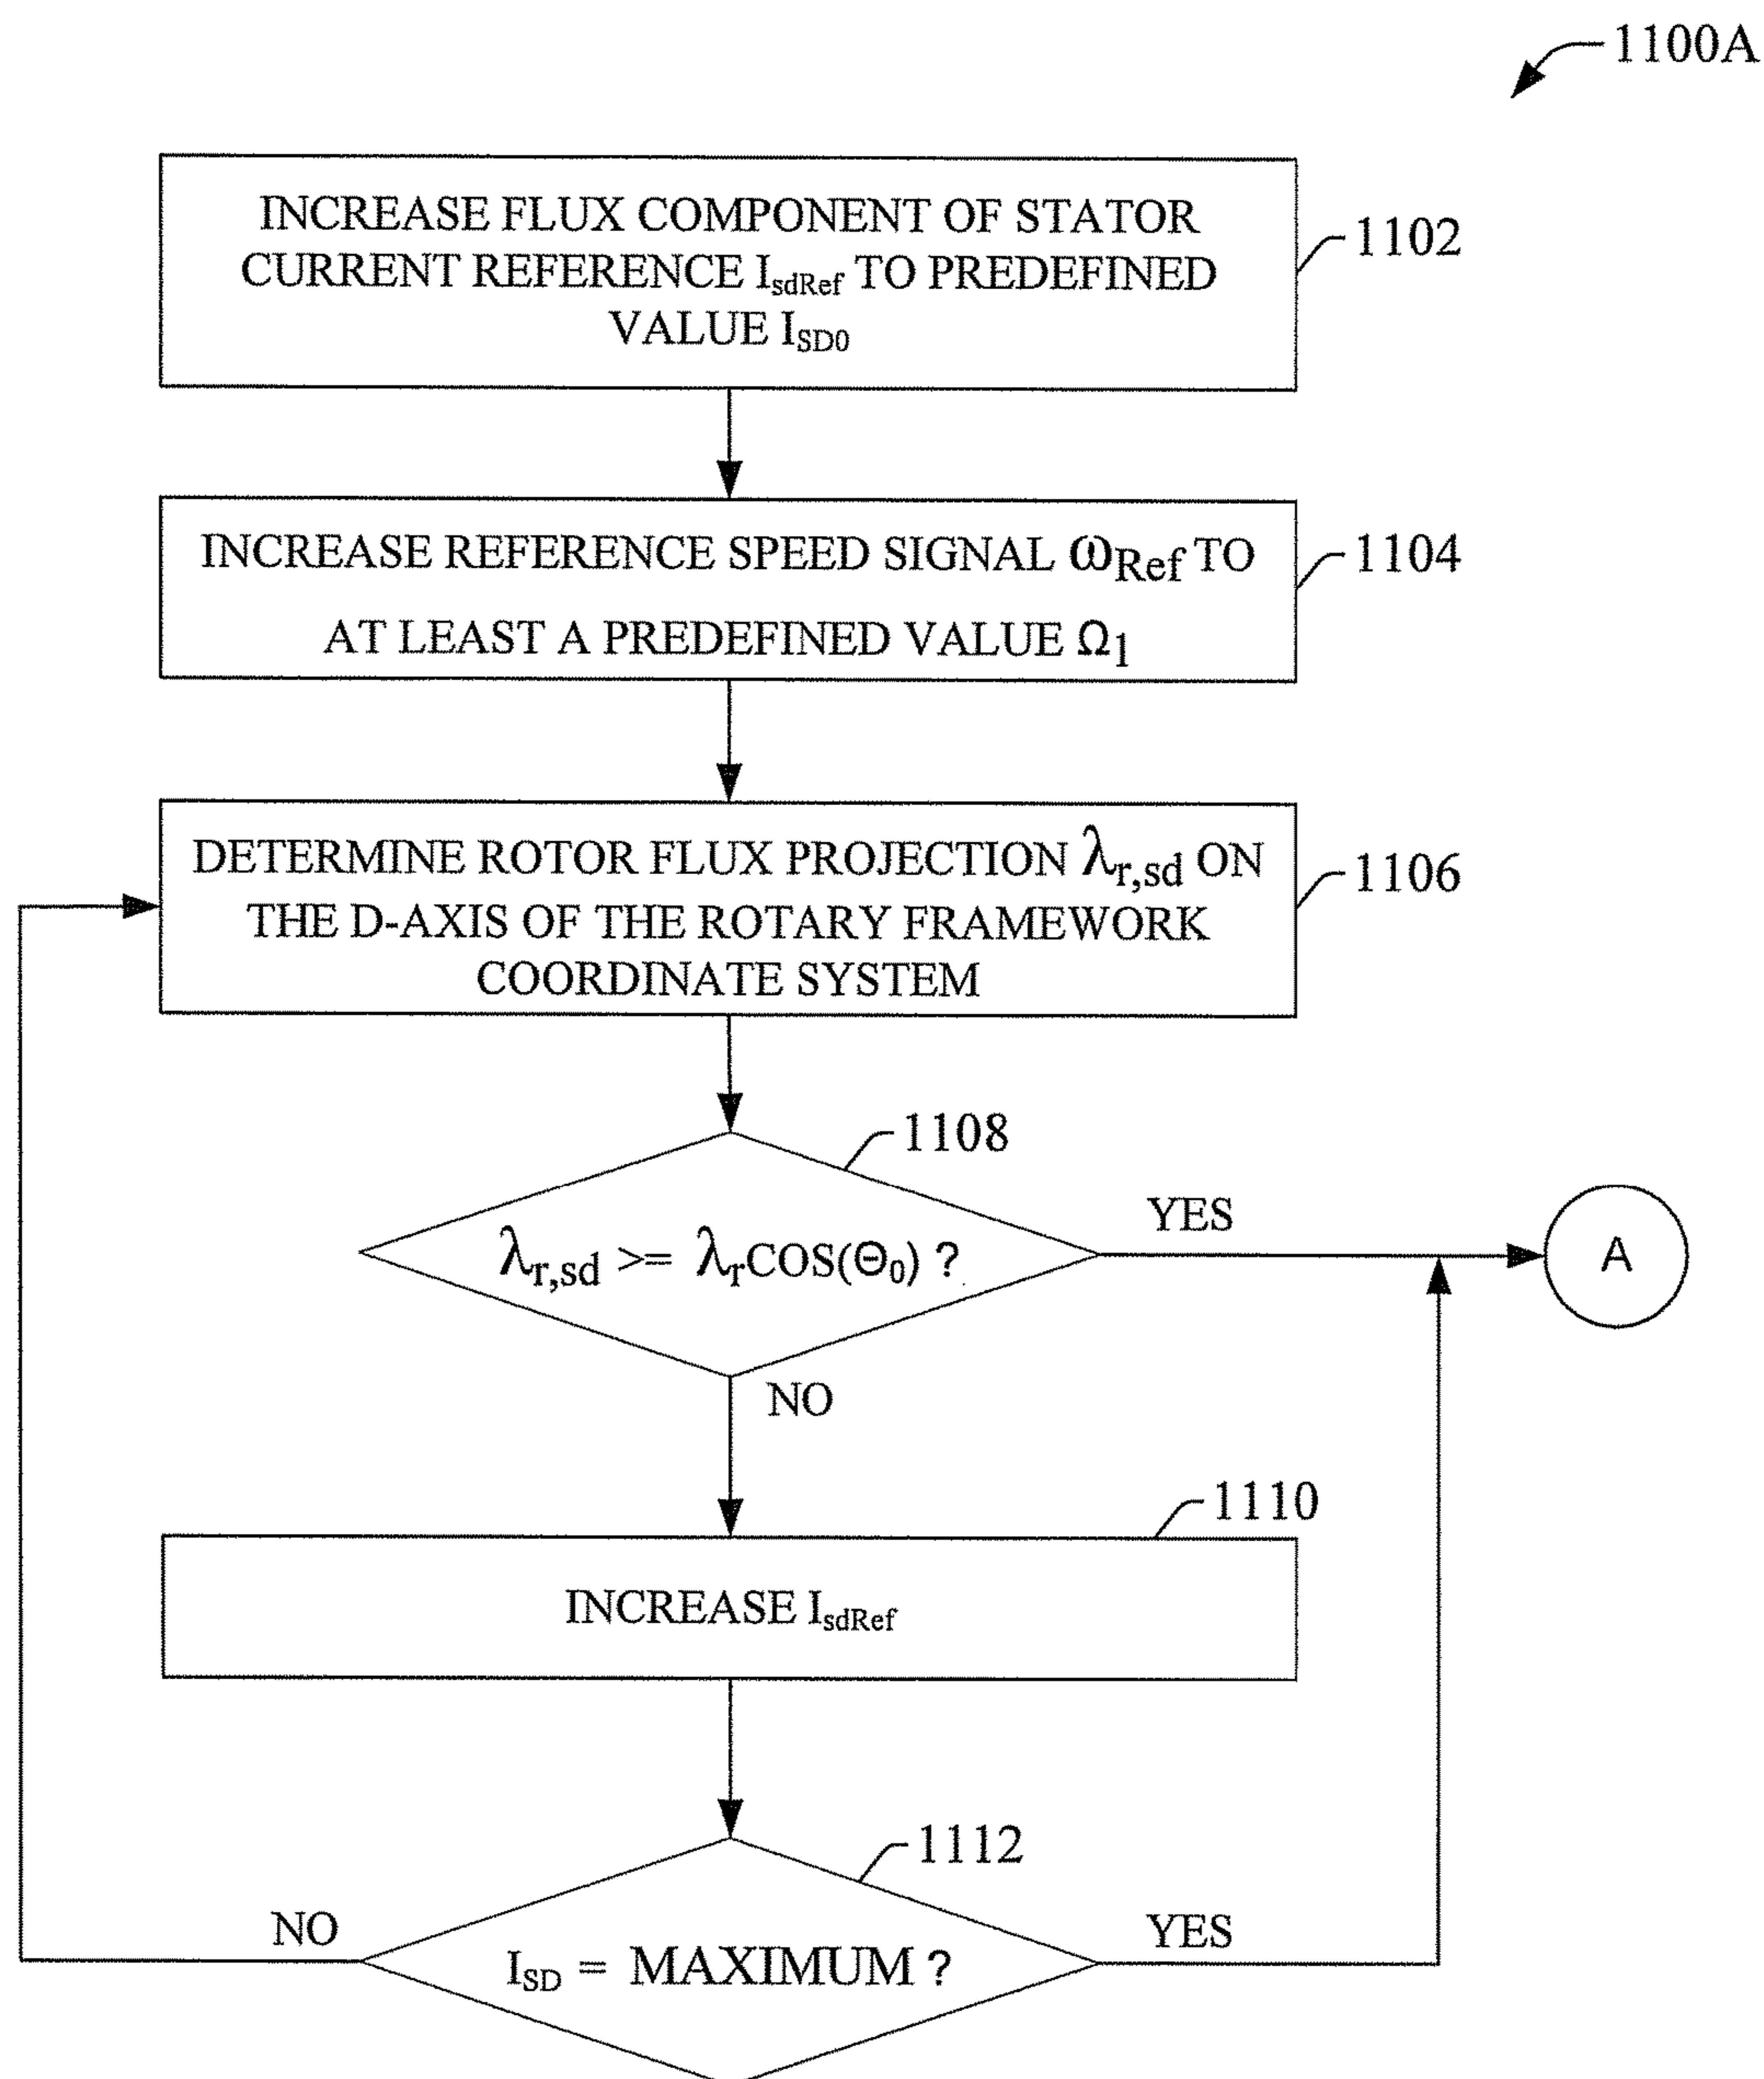 1100A
INCREASE FLUX COMPONENT OF STATOR
CURRENT REFERENCE IsdRef TO PREDEFINED
VALUE ISD0
1102
INCREASE REFERENCE SPEED SIGNAL ωRef TO
AT LEAST A PREDEFINED VALUE Ω1
1104
DETERMINE ROTOR FLUX PROJECTION λr,sd ON
THE D-AXIS OF THE ROTARY FRAMEWORK
COORDINATE SYSTEM
1106
1108
λr,sd >= λrCOS(Θ0) ?
YES
A
NO
1110
INCREASE IsdRef
1112
NO
ISD = MAXIMUM ?
YES